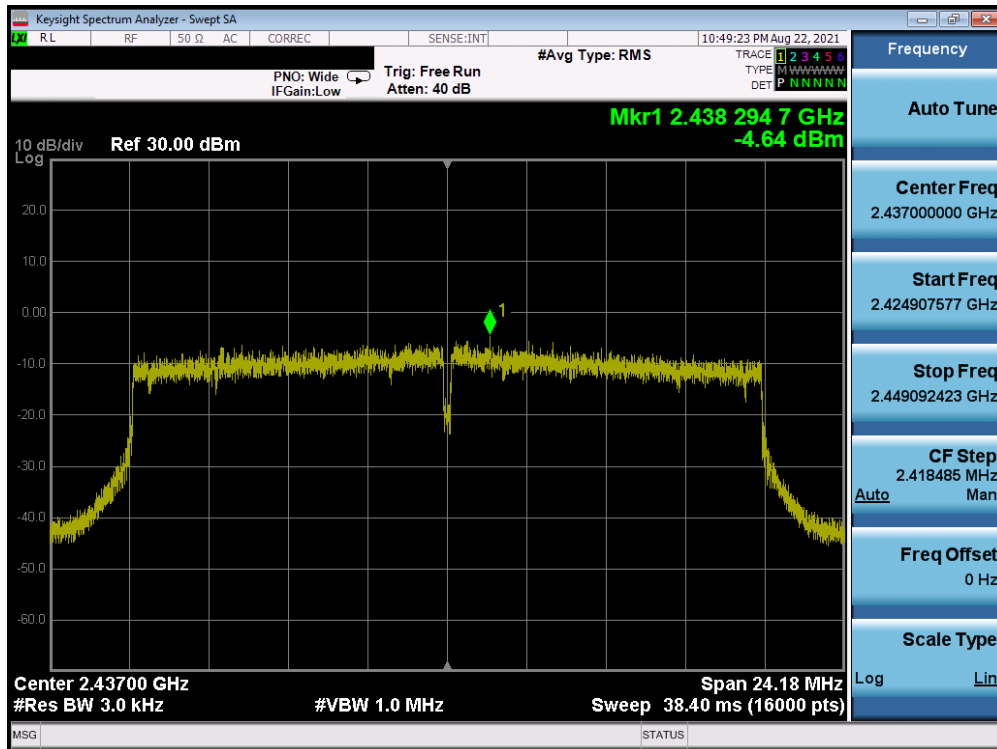 Keysight Spectrum Analyzer - Swept SA
LXI RL RF 50 Ω AC CORREC SENSE:INT 10:49:23 PM Aug 22, 2021
Frequency
PNO: Wide
IFGain:Low
Trig: Free Run
Atten: 40 dB
#Avg Type: RMS
TRACE 1 2 3 4 5 6
TYPE M WWWWW
DET P N N N N N
Mkr1 2.438 294 7 GHz
-4.64 dBm
10 dB/div
Log
Ref 30.00 dBm
20.0
10.0
0.00
-10.0
-20.0
-30.0
-40.0
-50.0
-60.0
1
Center 2.43700 GHz
#Res BW 3.0 kHz
#VBW 1.0 MHz
Span 24.18 MHz
Sweep 38.40 ms (16000 pts)
MSG
STATUS
Auto Tune
Center Freq
2.437000000 GHz
Start Freq
2.424907577 GHz
Stop Freq
2.449092423 GHz
CF Step
2.418485 MHz
Auto Man
Freq Offset
0 Hz
Scale Type
Log Lin